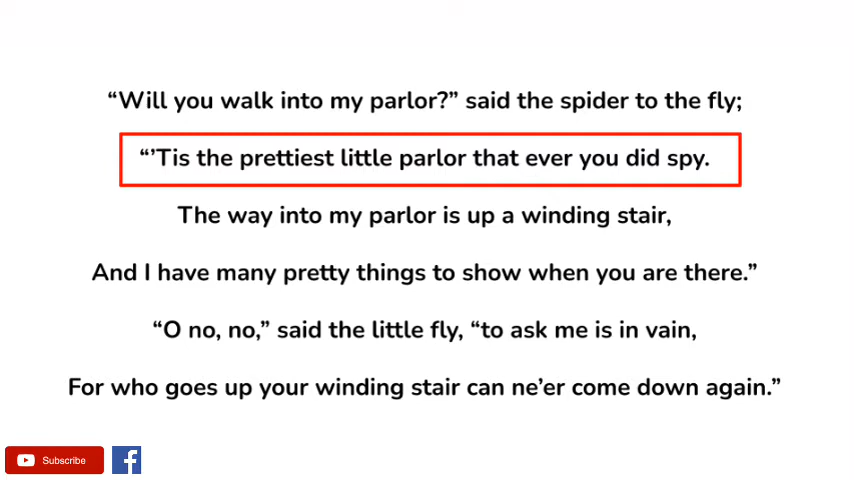 “Will you walk into my parlor?” said the spider to the fly;
“’Tis the prettiest little parlor that ever you did spy.
The way into my parlor is up a winding stair,
And I have many pretty things to show when you are there.”
“O no, no,” said the little fly, “to ask me is in vain,
For who goes up your winding stair can ne’er come down again.”
Subscribe
f